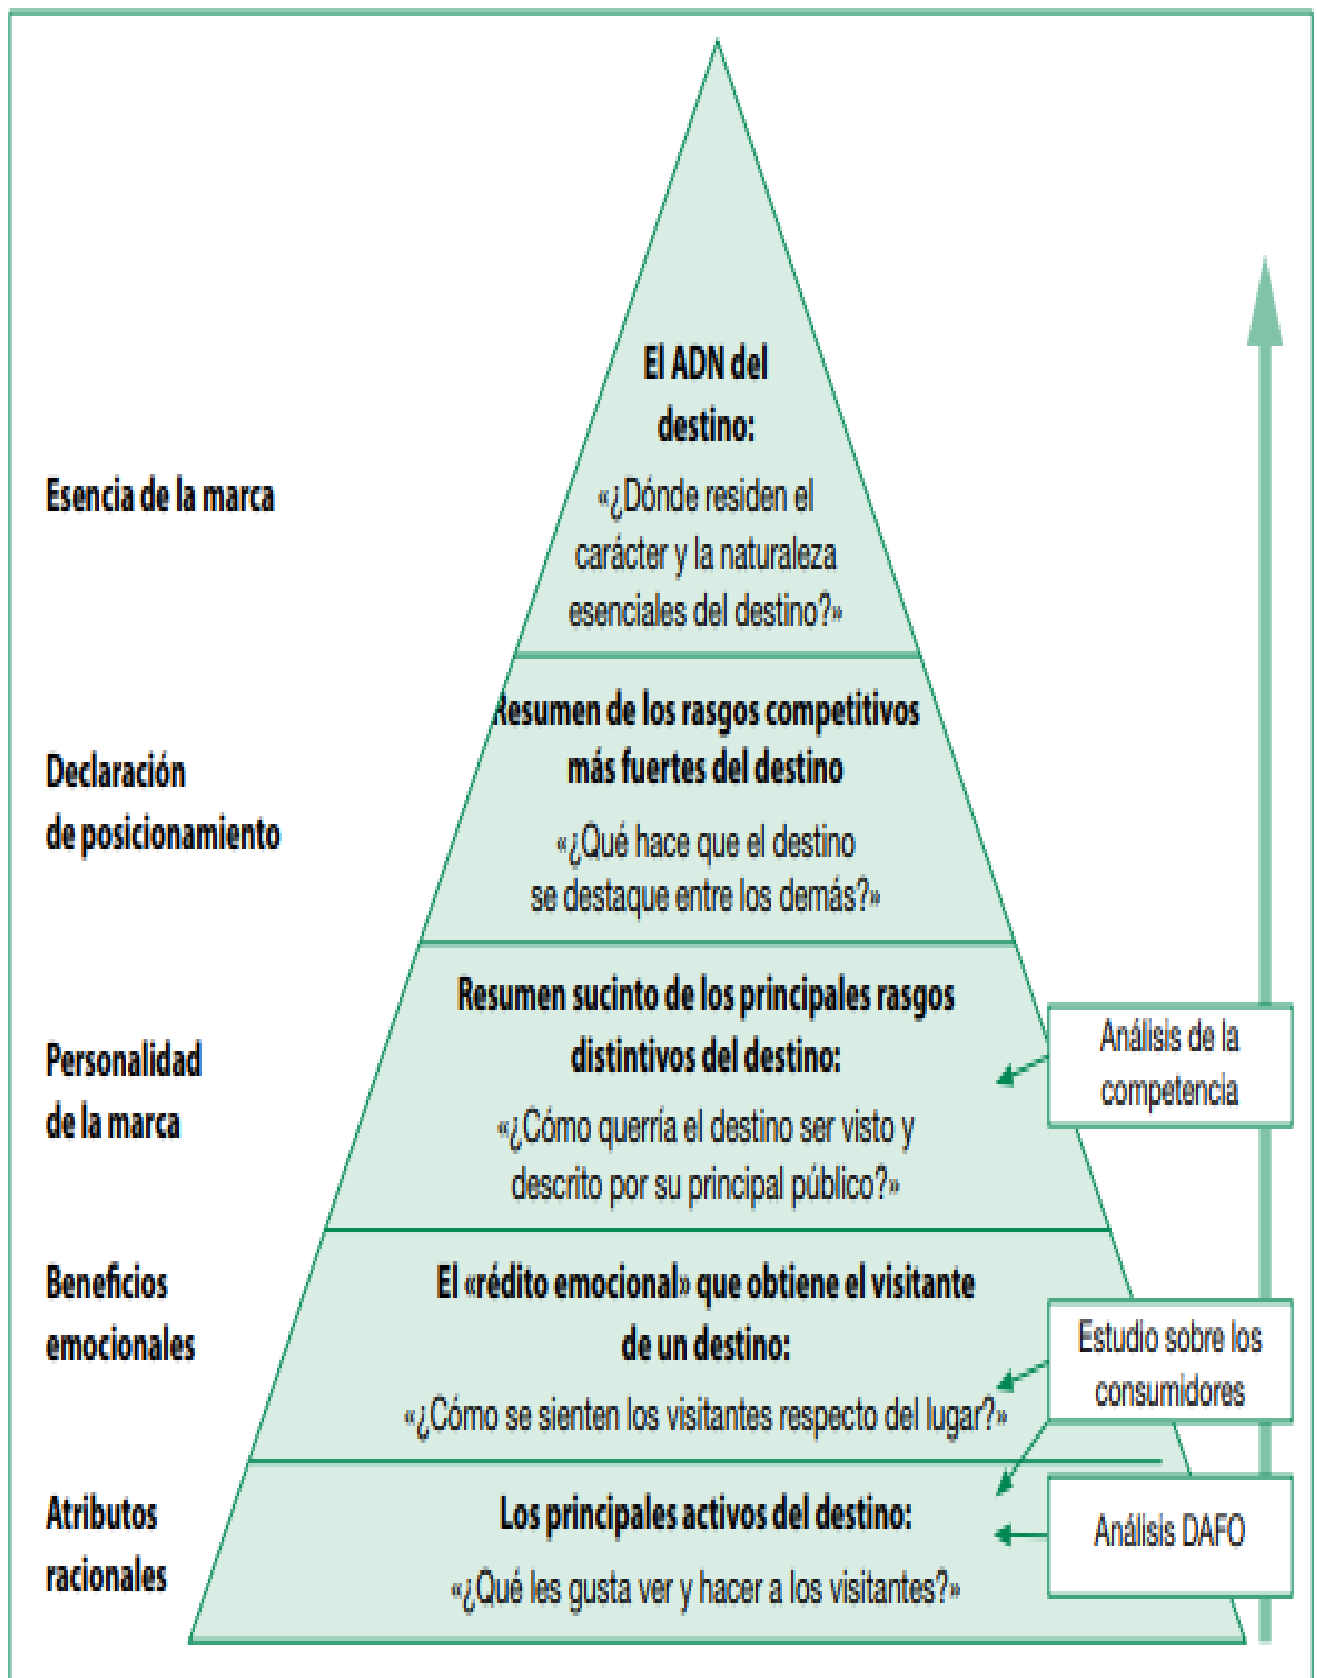 El ADN del
destino:
Esencia de la marca
«¿Dónde residen el
carácter y la naturaleza
esenciales del destino?»
Resumen de los rasgos competitivos
más fuertes del destino
Declaración
de posicionamiento
«¿Qué hace que el destino
se destaque entre los demás?»
Resumen sucinto de los principales rasgos
distintivos del destino:
Personalidad
de la marca
«¿Cómo querría el destino ser visto y
descrito por su principal público?»
Análisis de la
competencia
Beneficios
emocionales
El «rédito emocional» que obtiene el visitante
de un destino:
«¿Cómo se sienten los visitantes respecto del lugar?»
Estudio sobre los
consumidores
Atributos
racionales
Los principales activos del destino:
«¿Qué les gusta ver y hacer a los visitantes?»
Análisis DAFO